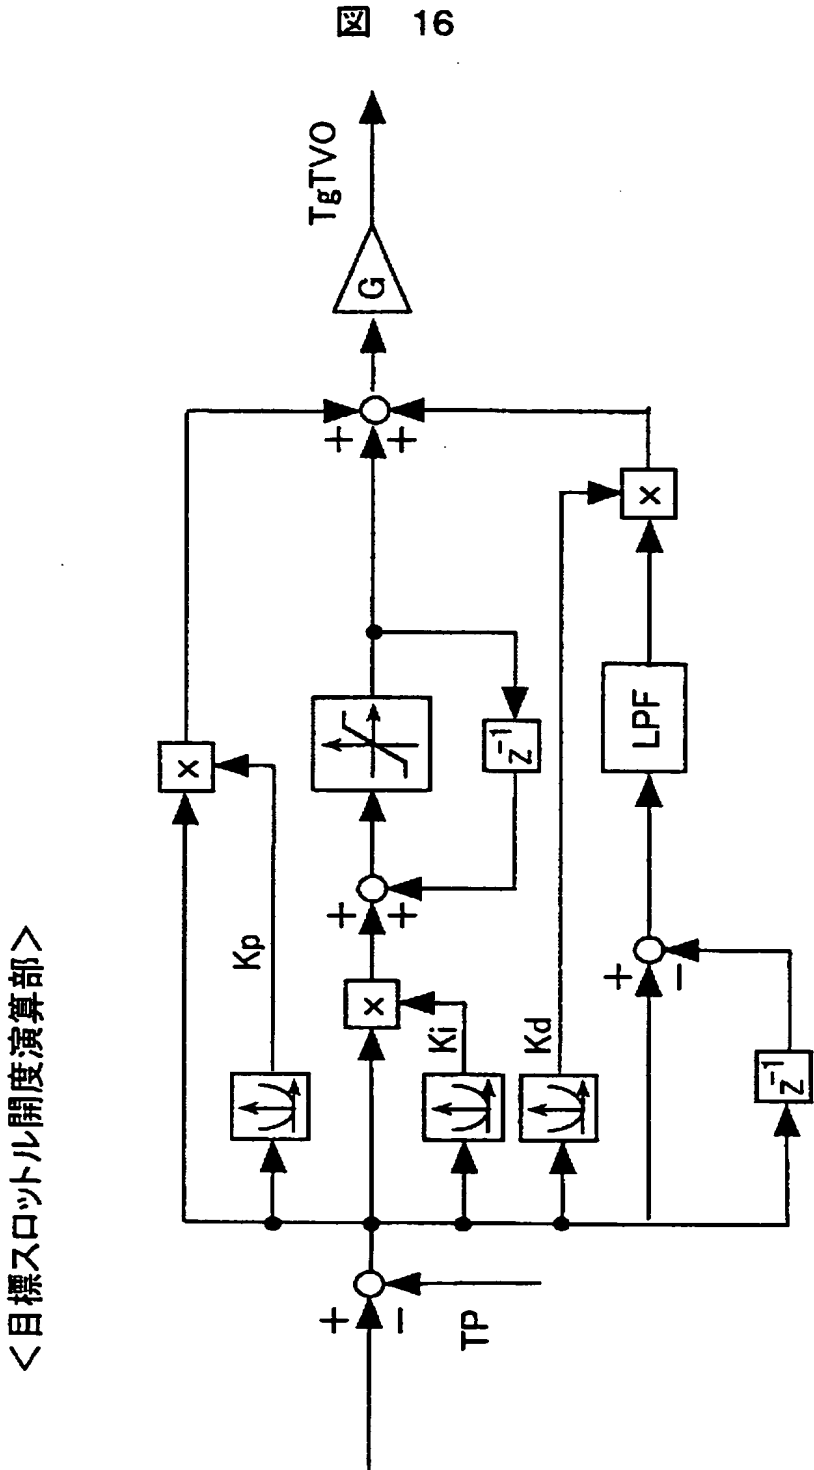 図 16
<目標スロットル開度演算部>
TgTVO
G
+
+
×
×
LPF
z⁻¹
Kp
×
+
+
Ki
Kd
+
−
z⁻¹
+
−
TP